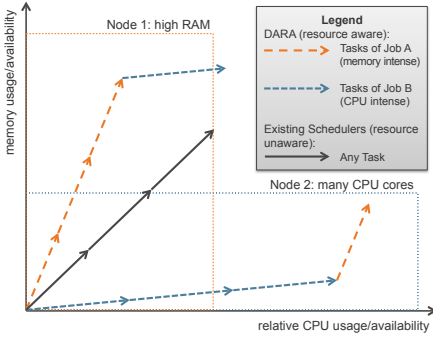 memory usage/availability
Node 1: high RAM
Legend
DARA (resource aware):
Tasks of Job A
(memory intense)
Tasks of Job B
(CPU intense)
Existing Schedulers (resource
unaware):
Any Task
Node 2: many CPU cores
relative CPU usage/availability